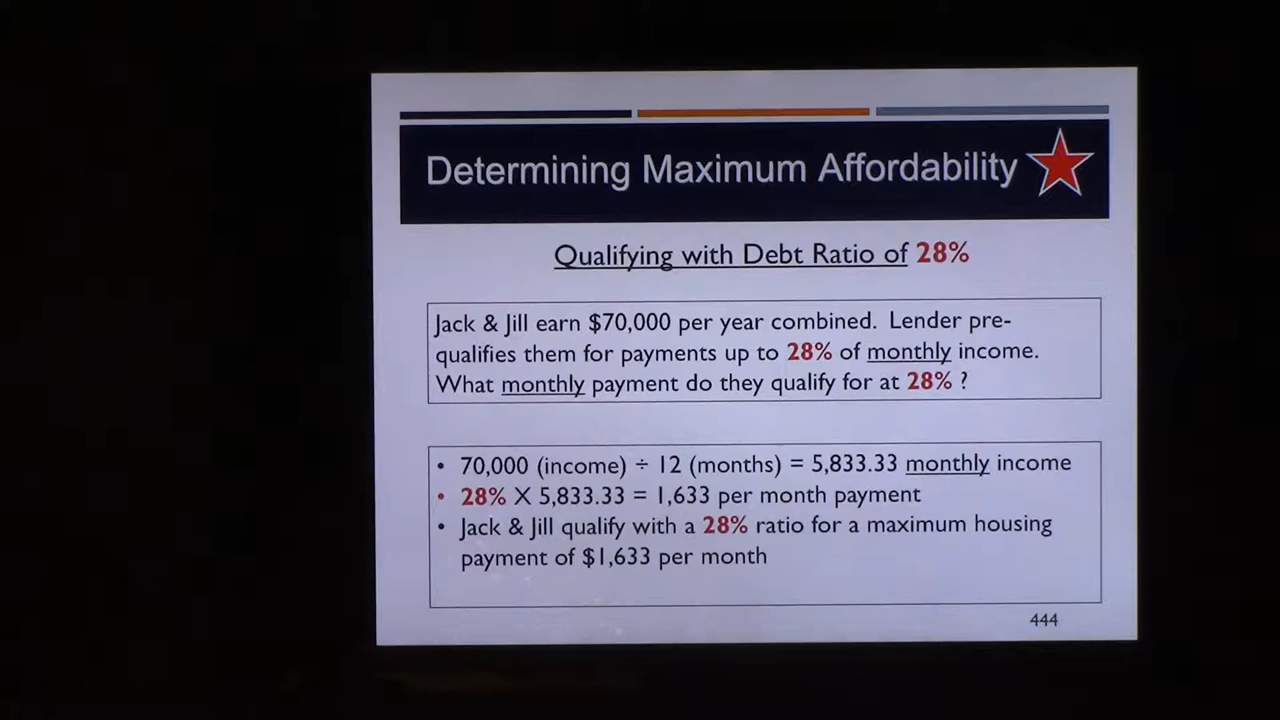 Determining Maximum Affordability
Qualifying with Debt Ratio of 28%
Jack & Jill earn $70,000 per year combined. Lender pre-
qualifies them for payments up to 28% of monthly income.
What monthly payment do they qualify for at 28% ?
• 70,000 (income) ÷ 12 (months) = 5,833.33 monthly income
• 28% X 5,833.33 = 1,633 per month payment
• Jack & Jill qualify with a 28% ratio for a maximum housing
payment of $1,633 per month
444